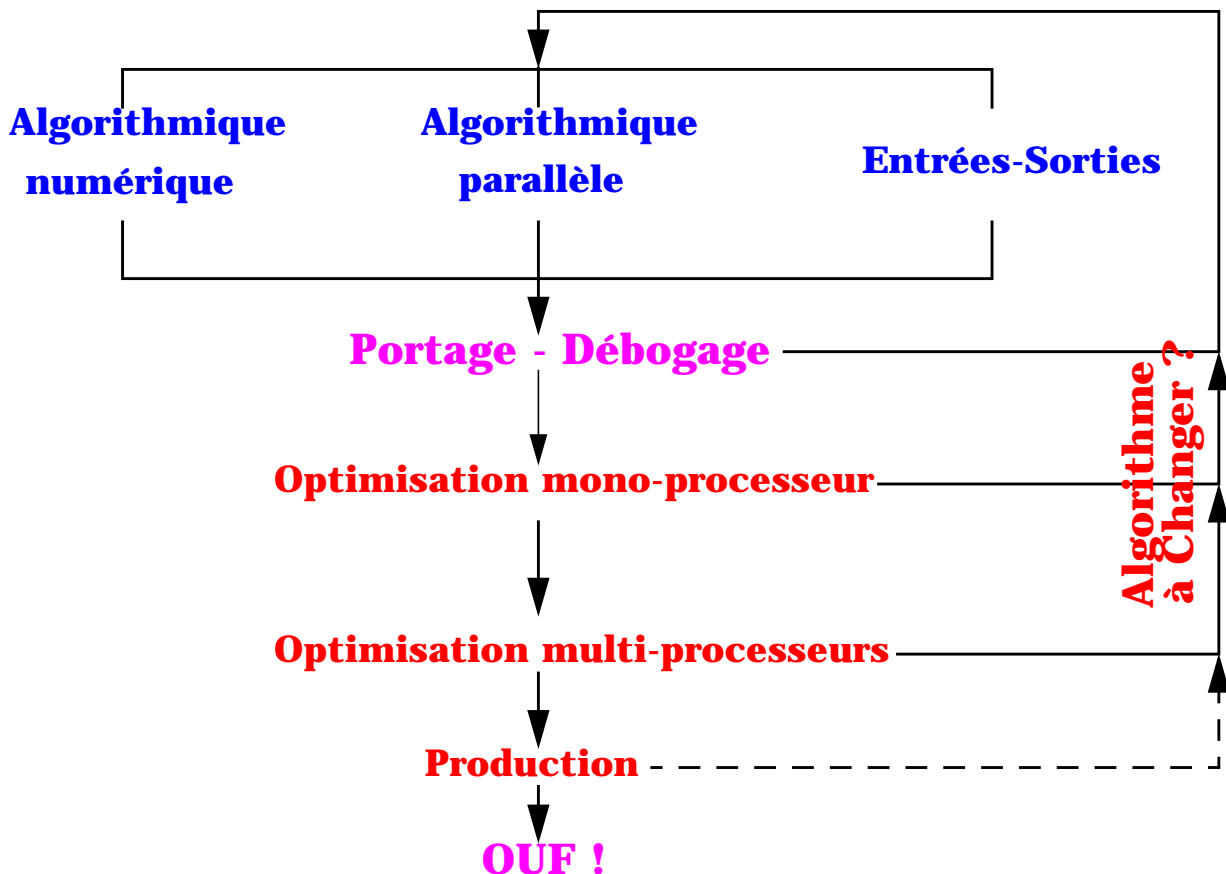 Algorithmique
numérique
Algorithmique
parallèle
Entrées-Sorties
Portage - Débogage
Algorithme
à Changer ?
Optimisation mono-processeur
Optimisation multi-processeurs
Production
OUF !